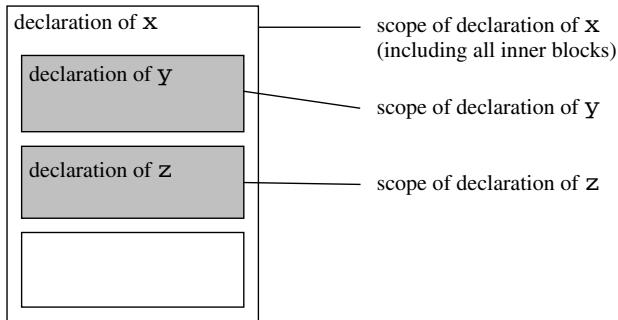 declaration of x
scope of declaration of x
(including all inner blocks)
declaration of y
scope of declaration of y
declaration of z
scope of declaration of z